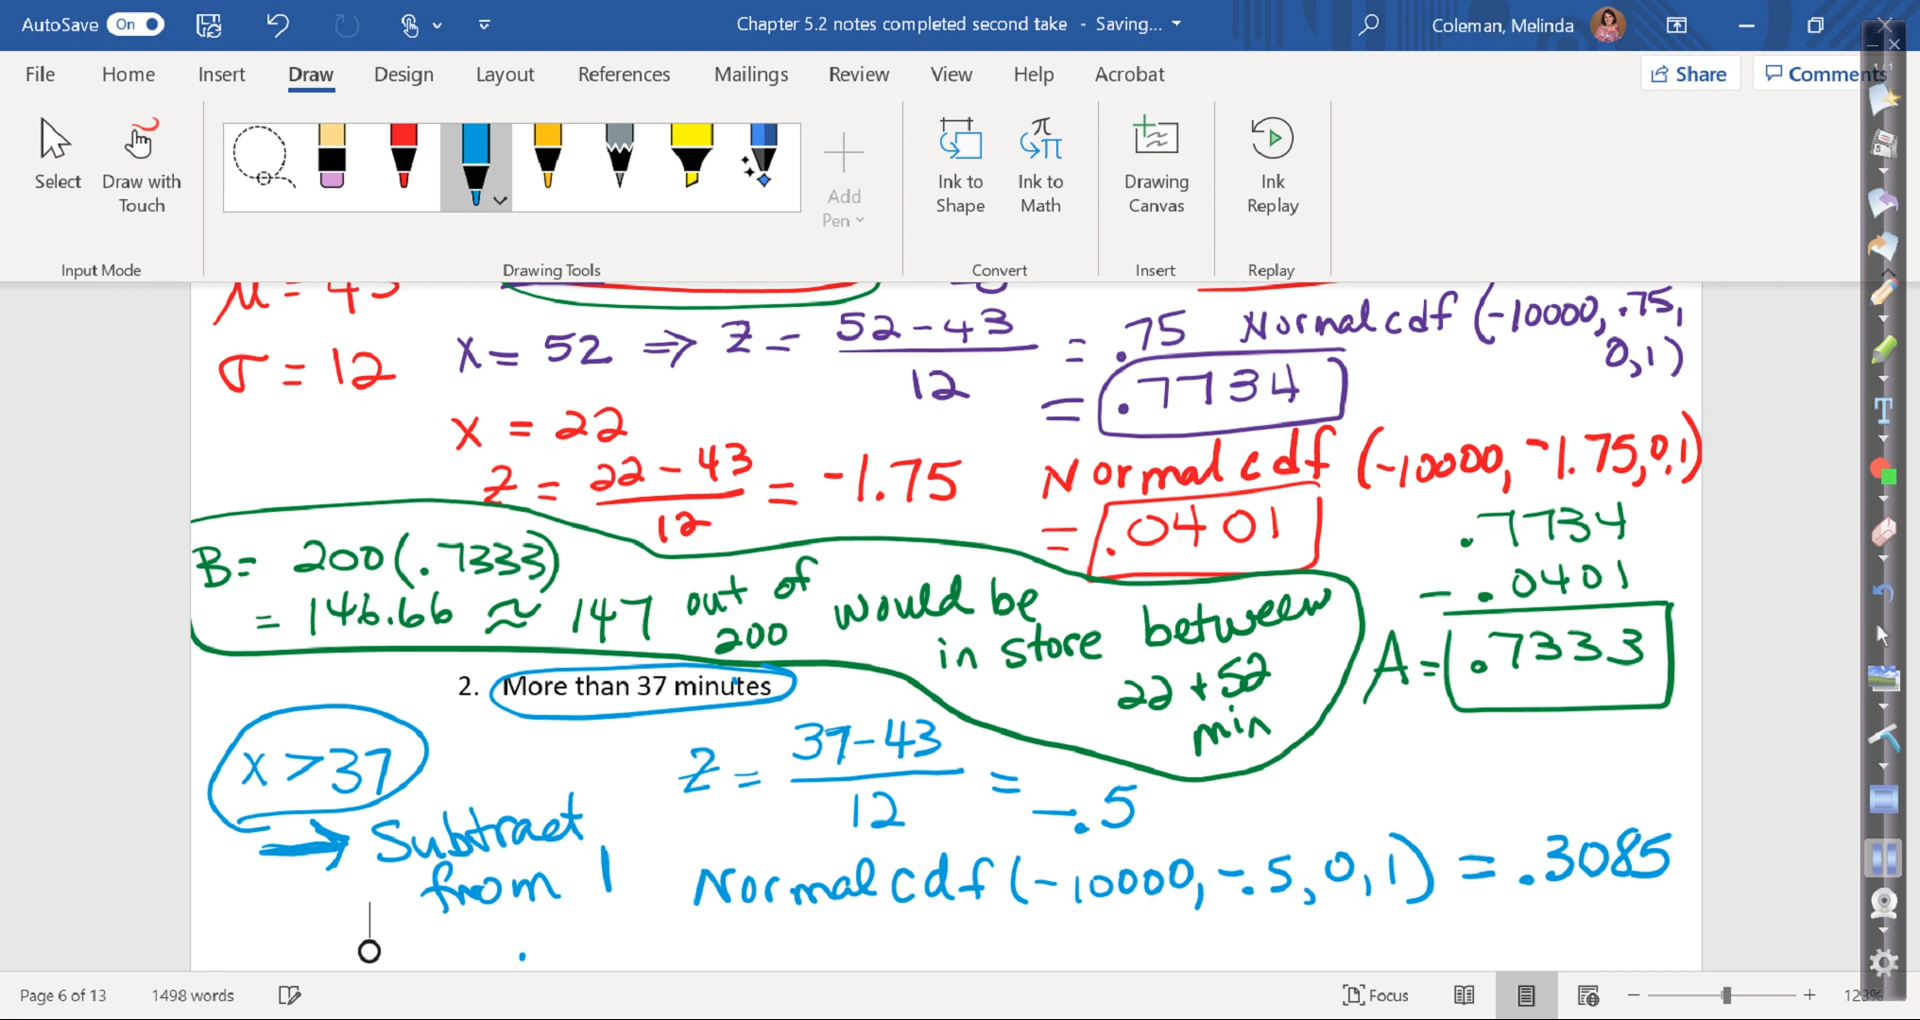 AutoSave On Chapter 5.2 notes completed second take - Saving... Coleman, Melinda
File Home Insert Draw Design Layout References Mailings Review View Help Acrobat Share Comments
1/1
Select Draw with Touch Add Pen Ink to Shape Ink to Math Drawing Canvas Ink Replay
Input Mode Drawing Tools Convert Insert Replay
μ = 43
σ = 12
x = 52 ⇒ z = 52 - 43 / 12 = .75 Normalcdf (-10000, .75, 0, 1)
= .7734
x = 22
z = 22 - 43 / 12 = -1.75 Normalcdf (-10000, -1.75, 0, 1)
= .0401
.7734
- .0401
A = .7333
B = 200(.7333)
= 146.66 ≈ 147 out of 200 would be in store between 22 + 52 min
2. More than 37 minutes
x > 37
z = 37 - 43 / 12 = -.5
→ Subtract from 1
Normalcdf (-10000, -.5, 0, 1) = .3085
Page 6 of 13 1498 words Focus